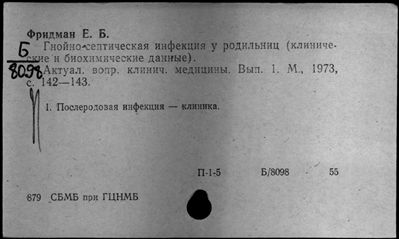 Фридман Е. Б.
Гнойно-септическая инфекция у родильниц (клиниче-
Б
ские и биохимические данные).
8098
Актуал. вопр. клинич. медицины. Вып. 1. М., 1973,
с. 142—143.
1. Послеродовая инфекция — клиника.
П-1-5 Б/8098 55
879 СБМБ при ГЦНМБ